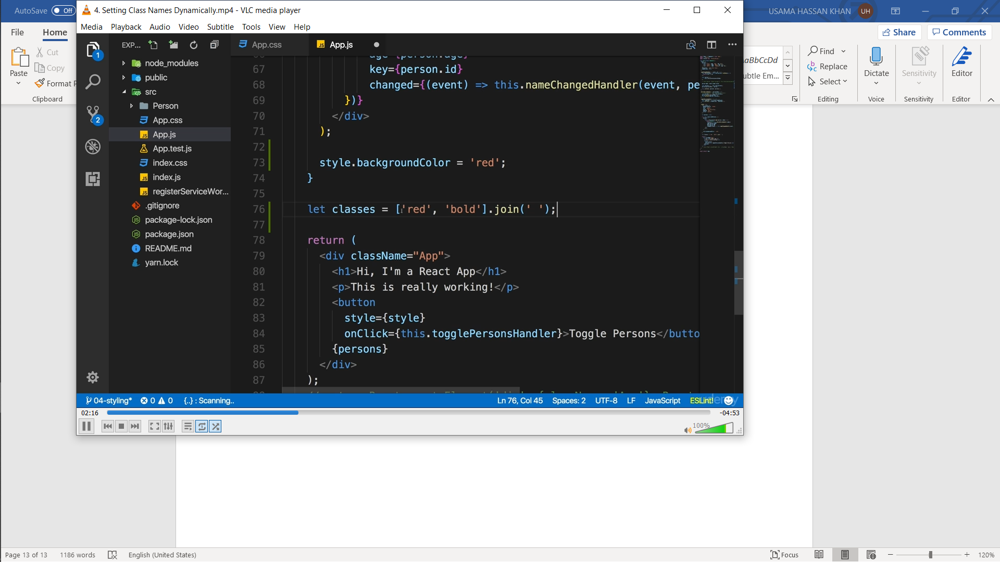 AutoSave Off
4. Setting Class Names Dynamically.mp4 - VLC media player
USAMA HASSAN KHAN UH
Media Playback Audio Video Subtitle Tools View Help
File Home
Share Comments
Cut
Copy
Paste
Format
Clipboard
EXP...
App.css
App.js
1
2
node_modules
public
src
Person
App.css
App.js
App.test.js
index.css
index.js
registerServiceWor...
.gitignore
package-lock.json
package.json
README.md
yarn.lock
67 key={person.id}
68 changed={(event) => this.nameChangedHandler(event, pe
69 })}
70 </div>
71 );
72
73 style.backgroundColor = 'red';
74 }
75
76 let classes = ['red', 'bold'].join(' ');
77
78 return (
79 <div className="App">
80 <h1>Hi, I'm a React App</h1>
81 <p>This is really working!</p>
82 <button
83 style={style}
84 onClick={this.togglePersonsHandler}>Toggle Persons</butto
85 {persons}
86 </div>
87 );
04-styling* 0 0 {..} : Scanning..
Ln 76, Col 45 Spaces: 2 UTF-8 LF JavaScript ESLint!
02:16 -04:53
100%
aBbCcDd
ubtle Em...
Find
Replace
Select
Editing
Dictate
Voice
Sensitivity
Sensitivity
Editor
Editor
Page 13 of 13 1186 words English (United States)
Focus 120%